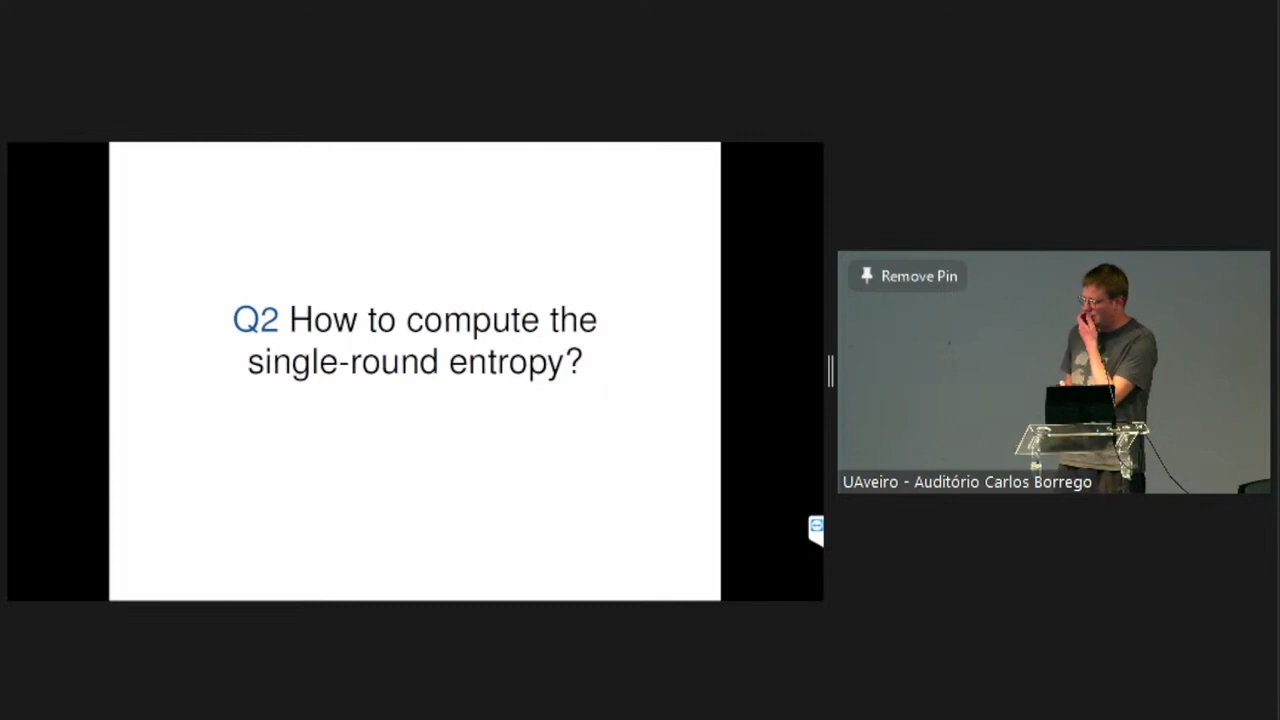 Q2 How to compute the
single-round entropy?
Remove Pin
UAveiro - Auditório Carlos Borrego